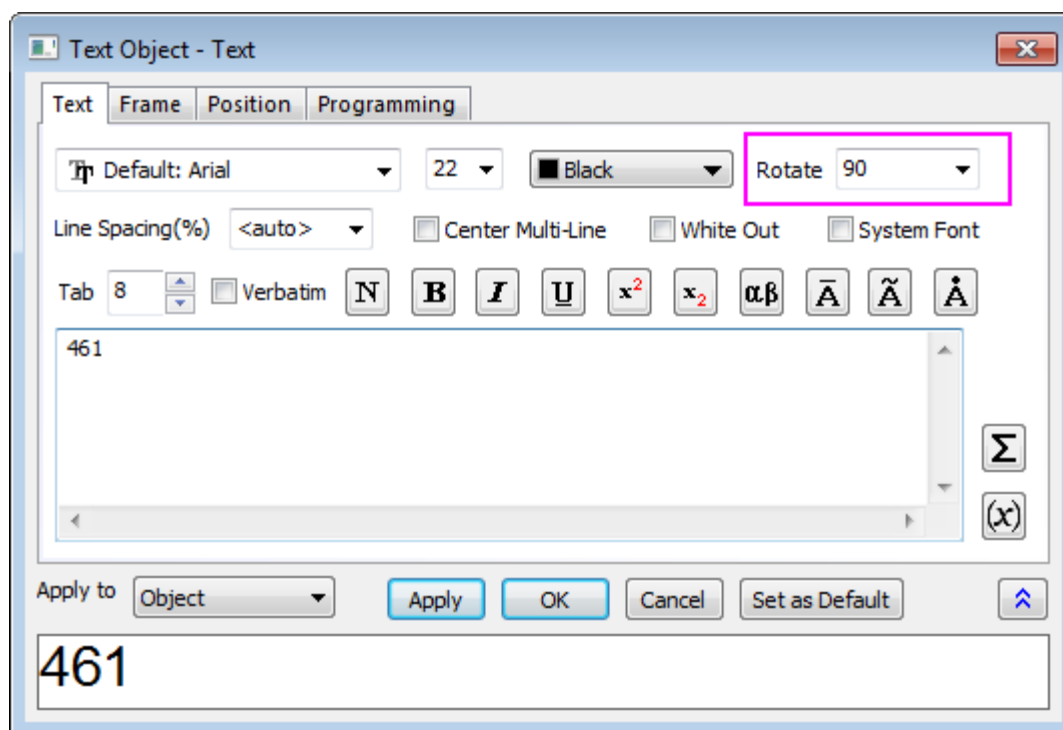 Text Object - Text
Text Frame Position Programming
Default: Arial 22 Black Rotate 90
Line Spacing(%) <auto> Center Multi-Line White Out System Font
Tab 8 Verbatim N B I U x² x₂ αβ Ā Ã Ȧ
461
Σ
(x)
Apply to Object Apply OK Cancel Set as Default
461